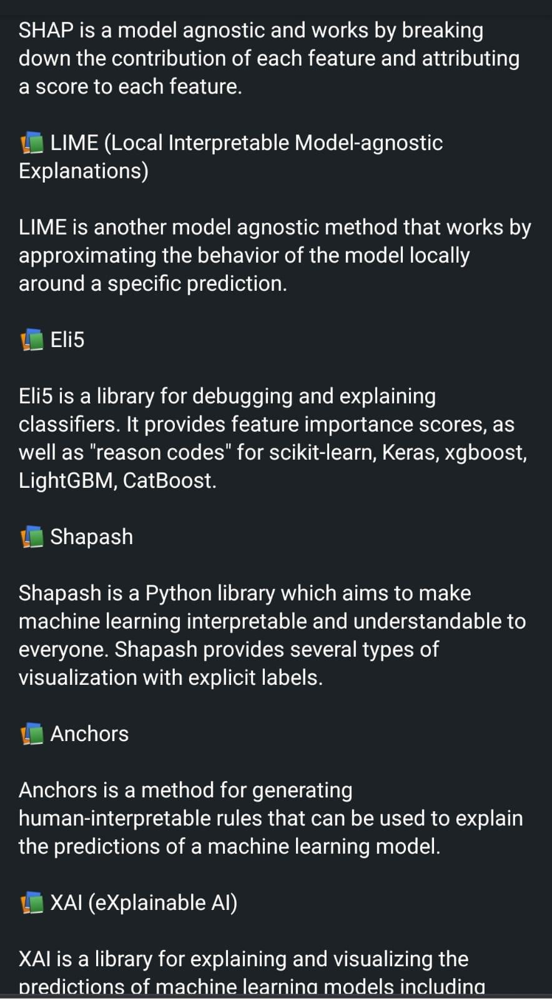 SHAP is a model agnostic and works by breaking
down the contribution of each feature and attributing
a score to each feature.
LIME (Local Interpretable Model-agnostic
Explanations)
LIME is another model agnostic method that works by
approximating the behavior of the model locally
around a specific prediction.
Eli5
Eli5 is a library for debugging and explaining
classifiers. It provides feature importance scores, as
well as "reason codes" for scikit-learn, Keras, xgboost,
LightGBM, CatBoost.
Shapash
Shapash is a Python library which aims to make
machine learning interpretable and understandable to
everyone. Shapash provides several types of
visualization with explicit labels.
Anchors
Anchors is a method for generating
human-interpretable rules that can be used to explain
the predictions of a machine learning model.
XAI (eXplainable AI)
XAI is a library for explaining and visualizing the
predictions of machine learning models including